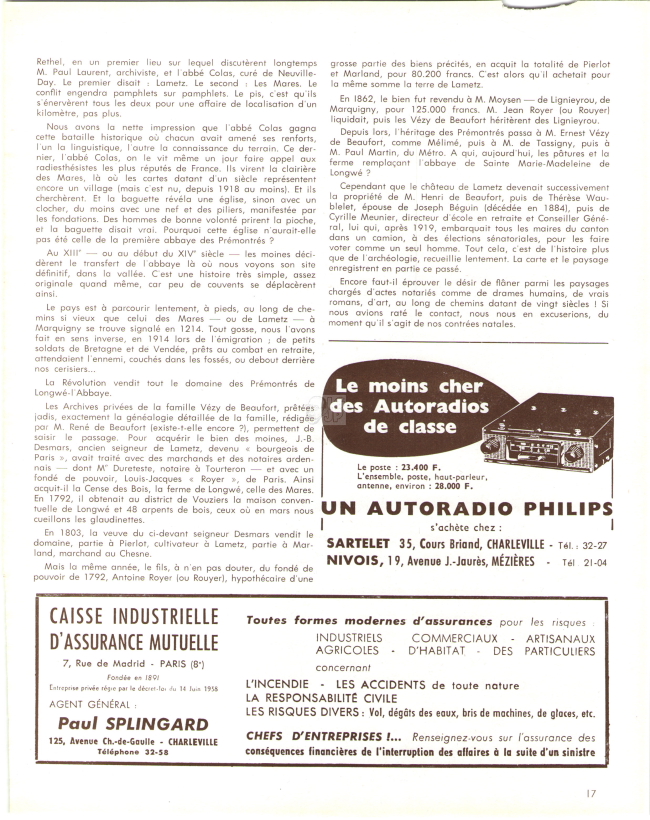 Rethel, en un premier lieu sur lequel discutèrent longtemps
M. Paul Laurent, archiviste, et l'abbé Colas, curé de Neuville-
Day. Le premier disait : Lametz. Le second : Les Mares. Le
conflit engendra pamphlets sur pamphlets. Le pis, c'est qu'ils
s'énervèrent tous les deux pour une affaire de localisation d'un
kilomètre, pas plus.
Nous avons la nette impression que l'abbé Colas gagna
cette bataille historique où chacun avait amené ses renforts,
l'un la linguistique, l'autre la connaissance du terrain. Ce der-
nier, l'abbé Colas, on le vit même un jour faire appel aux
radiesthésistes les plus réputés de France. Ils virent la clairière
des Mares, là où les cartes datant d'un siècle représentent
encore un village (mais c'est nu, depuis 1918 au moins). Et ils
cherchèrent. Et la baguette révéla une église, sinon avec un
clocher, du moins avec une nef et des piliers, manifestée par
les fondations. Des hommes de bonne volonté prirent la pioche,
et la baguette disait vrai. Pourquoi cette église n'aurait-elle
pas été celle de la première abbaye des Prémontrés ?
Au XIIIe — ou au début du XIVe siècle — les moines déci-
dèrent le transfert de l'abbaye là où nous voyons son site
définitif, dans la vallée. C'est une histoire très simple, assez
originale quand même, car peu de couvents se déplacèrent
ainsi.
Le pays est à parcourir lentement, à pieds, au long de che-
mins si vieux que celui des Mares — ou de Lametz — à
Marquigny se trouve signalé en 1214. Tout gosse, nous l'avons
fait en sens inverse, en 1914 lors de l'émigration ; de petits
soldats de Bretagne et de Vendée, prêts au combat en retraite,
attendaient l'ennemi, couchés dans les fossés, ou debout derrière
nos cerisiers...
La Révolution vendit tout le domaine des Prémontrés de
Longwé-l'Abbaye.
Les Archives privées de la famille Vézy de Beaufort, prêtées
jadis, exactement la généalogie détaillée de la famille, rédigée
par M. René de Beaufort (existe-t-elle encore ?), permettent de
saisir le passage. Pour acquérir le bien des moines, J.-B.
Desmars, ancien seigneur de Lametz, devenu « bourgeois de
Paris », avait traité avec des marchands et des notaires arden-
nais — dont Me Dureteste, notaire à Tourteron — et avec un
fondé de pouvoir, Louis-Jacques « Royer », de Paris. Ainsi
acquit-il la Cense des Bois, la ferme de Longwé, celle des Mares.
En 1792, il obtenait au district de Vouziers la maison conven-
tuelle de Longwé et 48 arpents de bois, ceux où en mars nous
cueillons les glaudinettes.
En 1803, la veuve du ci-devant seigneur Desmars vendit le
domaine, partie à Pierlot, cultivateur à Lametz, partie à Mar-
land, marchand au Chesne.
Mais la même année, le fils, à n'en pas douter, du fondé de
pouvoir de 1792, Antoine Royer (ou Rouyer), hypothécaire d'une
grosse partie des biens précités, en acquit la totalité de Pierlot
et Marland, pour 80.200 francs. C'est alors qu'il achetait pour
la même somme la terre de Lametz.
En 1862, le bien fut revendu à M. Moysen — de Lignyerou, de
Marquigny, pour 125.000 francs. M. Jean Royer (ou Rouyer)
liquidait, puis les Vézy de Beaufort héritèrent des Lignyerou.
Depuis lors, l'héritage des Prémontrés passa à M. Ernest Vézy
de Beaufort, comme Mélimé, puis à M. de Tassigny, puis à
M. Paul Martin, du Métro. A qui, aujourd'hui, les pâtures et la
ferme remplaçant l'abbaye de Sainte Marie-Madeleine de
Longwé ?
Cependant que le château de Lametz devenait successivement
la propriété de M. Henri de Beaufort, puis de Thérèse Wau-
blelet, épouse de Joseph Béguin (décédée en 1884), puis de
Cyrille Meunier, directeur d'école en retraite et Conseiller Géné-
ral, lui qui, après 1919, embarquait tous les maires du canton
dans un camion, à des élections sénatoriales, pour les faire
voter comme un seul homme. Tout cela, c'est de l'histoire plus
que de l'archéologie, recueillie lentement. La carte et le paysage
enregistrent en partie ce passé.
Encore faut-il éprouver le désir de flâner parmi les paysages
chargés d'actes notariés comme de drames humains, de vrais
romans, d'art, au long de chemins datant de vingt siècles ! Si
nous avions raté le contact, nous nous en excuserions, du
moment qu'il s'agit de nos contrées natales.
Le moins cher
des Autoradios
de classe
Le poste : 23.400 F.
L'ensemble, poste, haut-parleur,
antenne, environ : 28.000 F.
UN AUTORADIO PHILIPS
s'achète chez :
SARTELET 35, Cours Briand, CHARLEVILLE - Tél. : 32-27
NIVOIS, 19, Avenue J.-Jaurès, MÉZIÈRES - Tél 21-04
CAISSE INDUSTRIELLE
D'ASSURANCE MUTUELLE
7, Rue de Madrid - PARIS (8e)
Fondée en 1891
Entreprise privée régie par le décret-loi du 14 Juin 1938
AGENT GÉNÉRAL :
Paul SPLINGARD
125, Avenue Ch.-de-Gaulle - CHARLEVILLE
Téléphone 32-58
Toutes formes modernes d'assurances pour les risques :
INDUSTRIELS COMMERCIAUX - ARTISANAUX
AGRICOLES - D'HABITAT - DES PARTICULIERS
concernant
L'INCENDIE - LES ACCIDENTS de toute nature
LA RESPONSABILITÉ CIVILE
LES RISQUES DIVERS : Vol, dégâts des eaux, bris de machines, de glaces, etc.
CHEFS D'ENTREPRISES !... Renseignez-vous sur l'assurance des
conséquences financières de l'interruption des affaires à la suite d'un sinistre
17